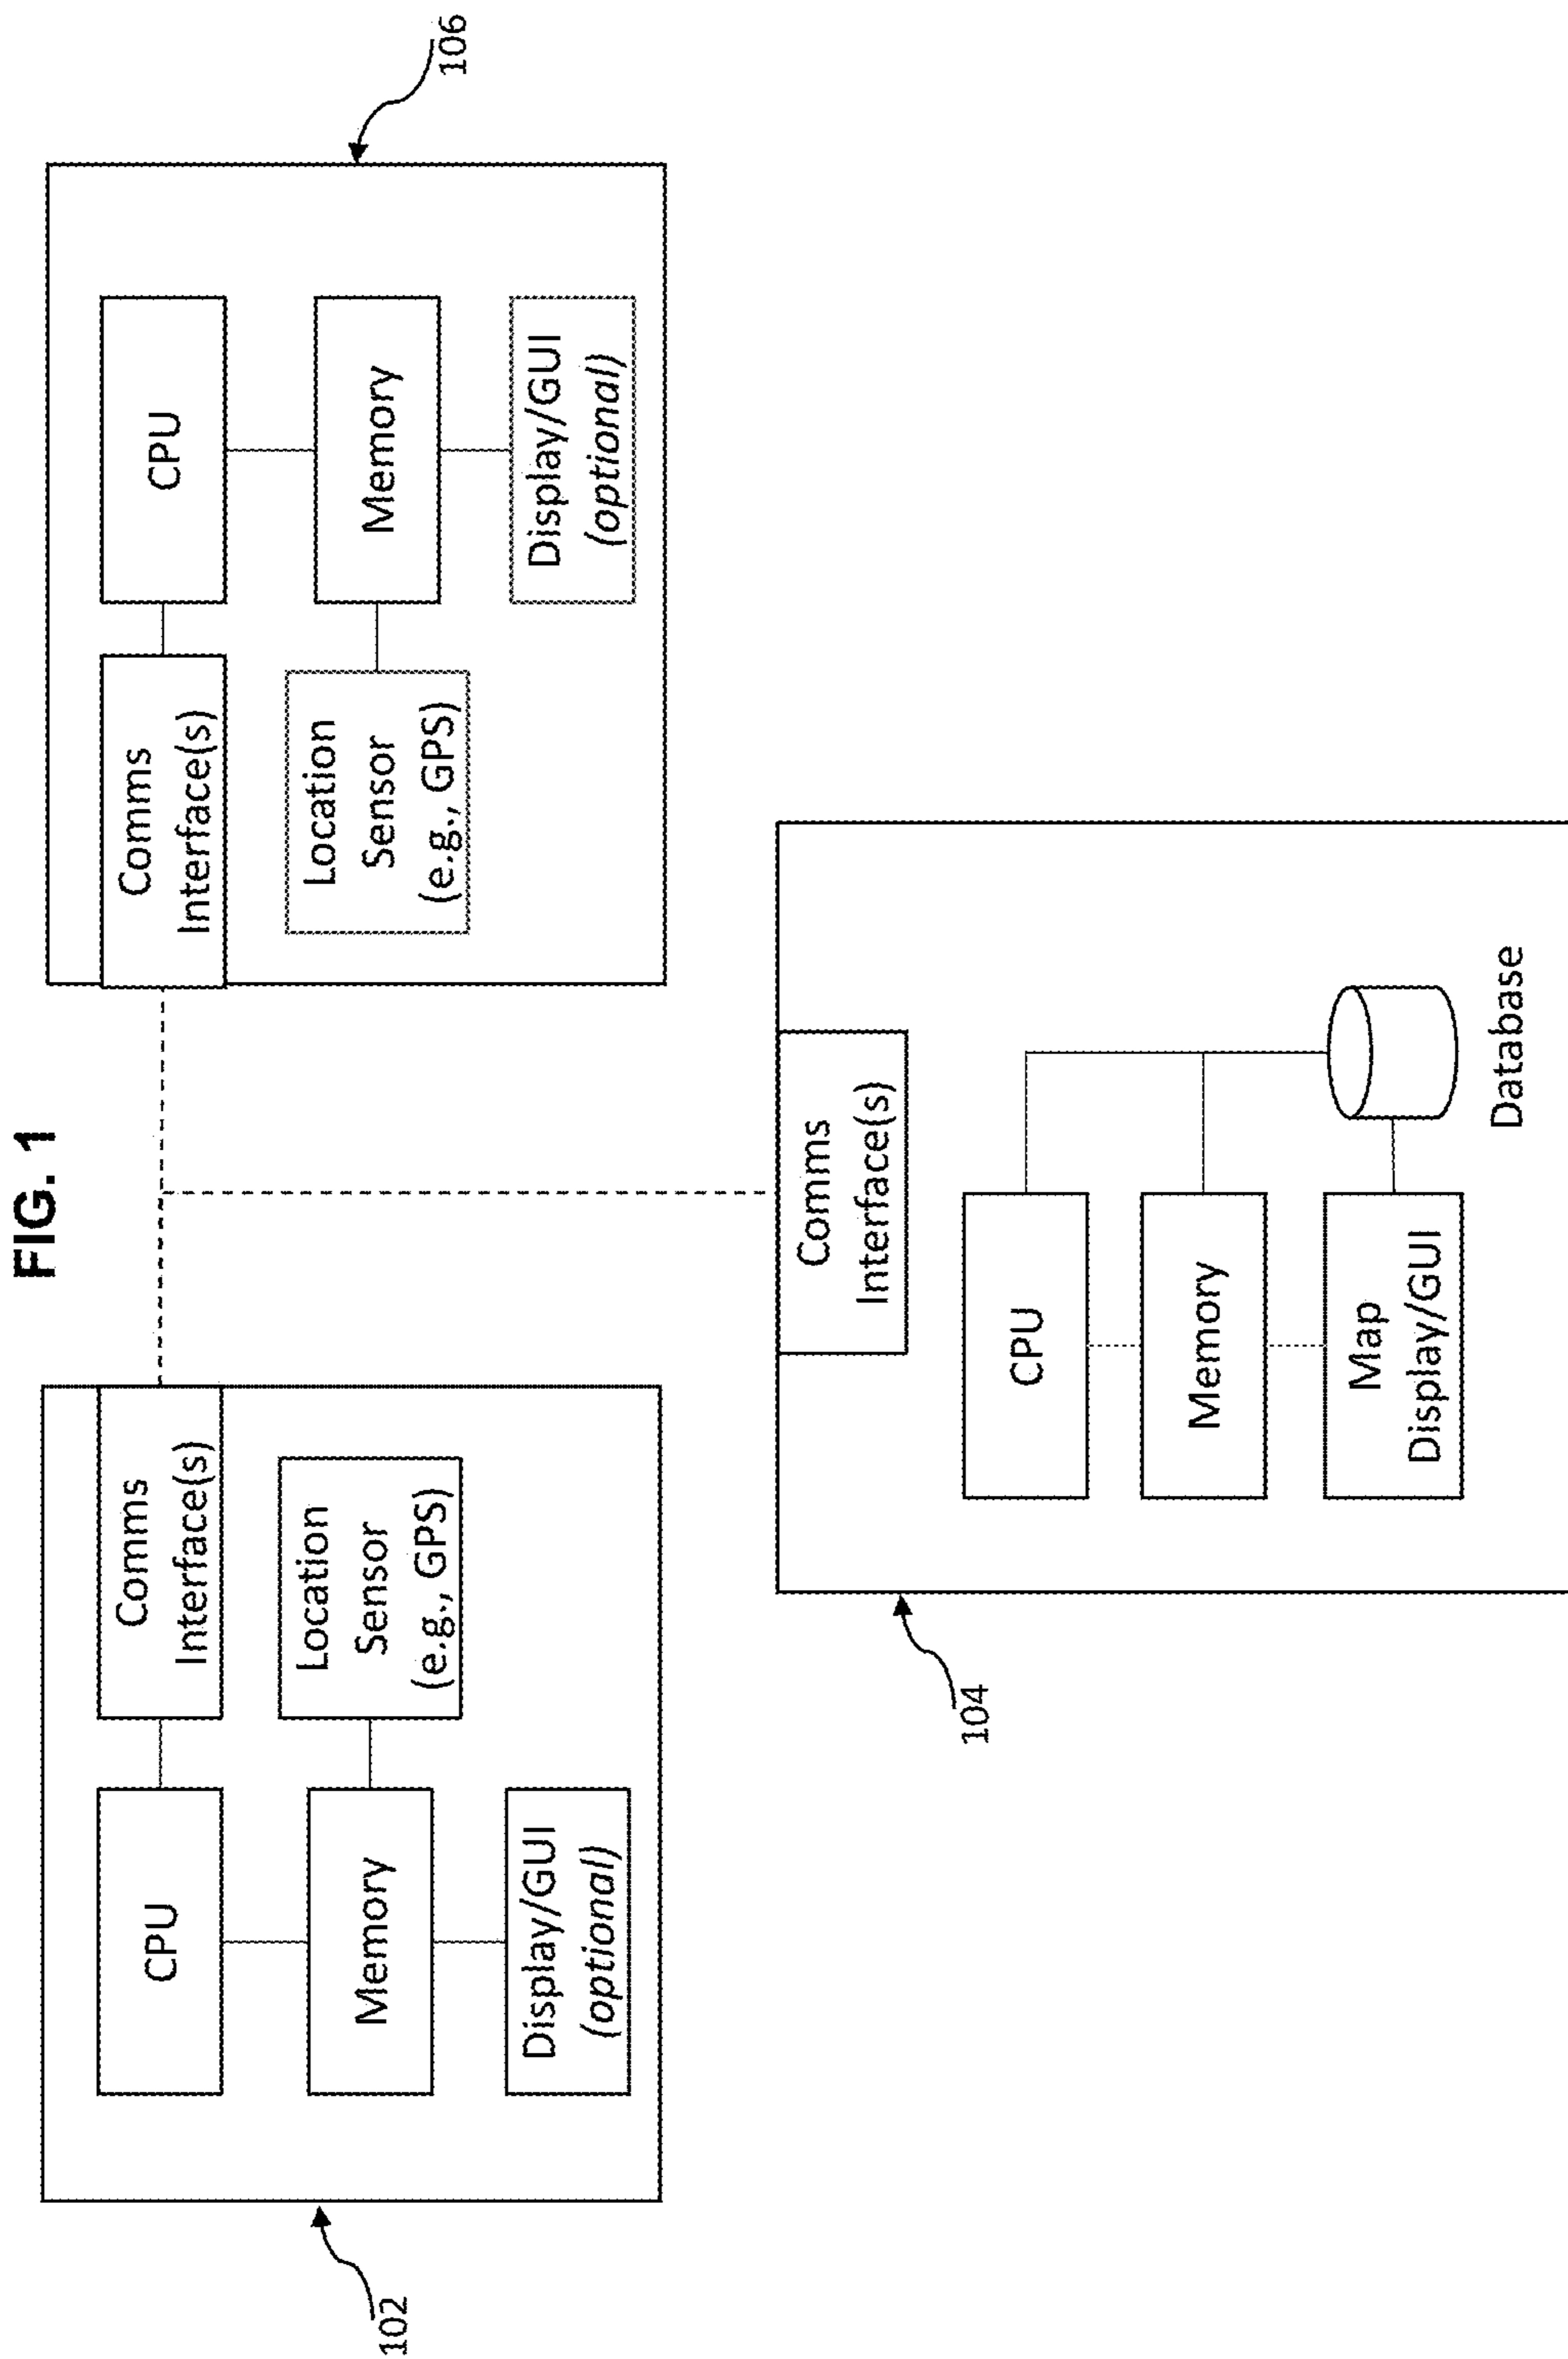 FIG. 1
CPU
Comms
Interface(s)
Memory
Location
Sensor
(e.g., GPS)
Display/GUI
(optional)
102
Comms
Interface(s)
CPU
Location
Sensor
(e.g., GPS)
Memory
Display/GUI
(optional)
106
Comms
Interface(s)
CPU
Memory
Map
Display/GUI
Database
104